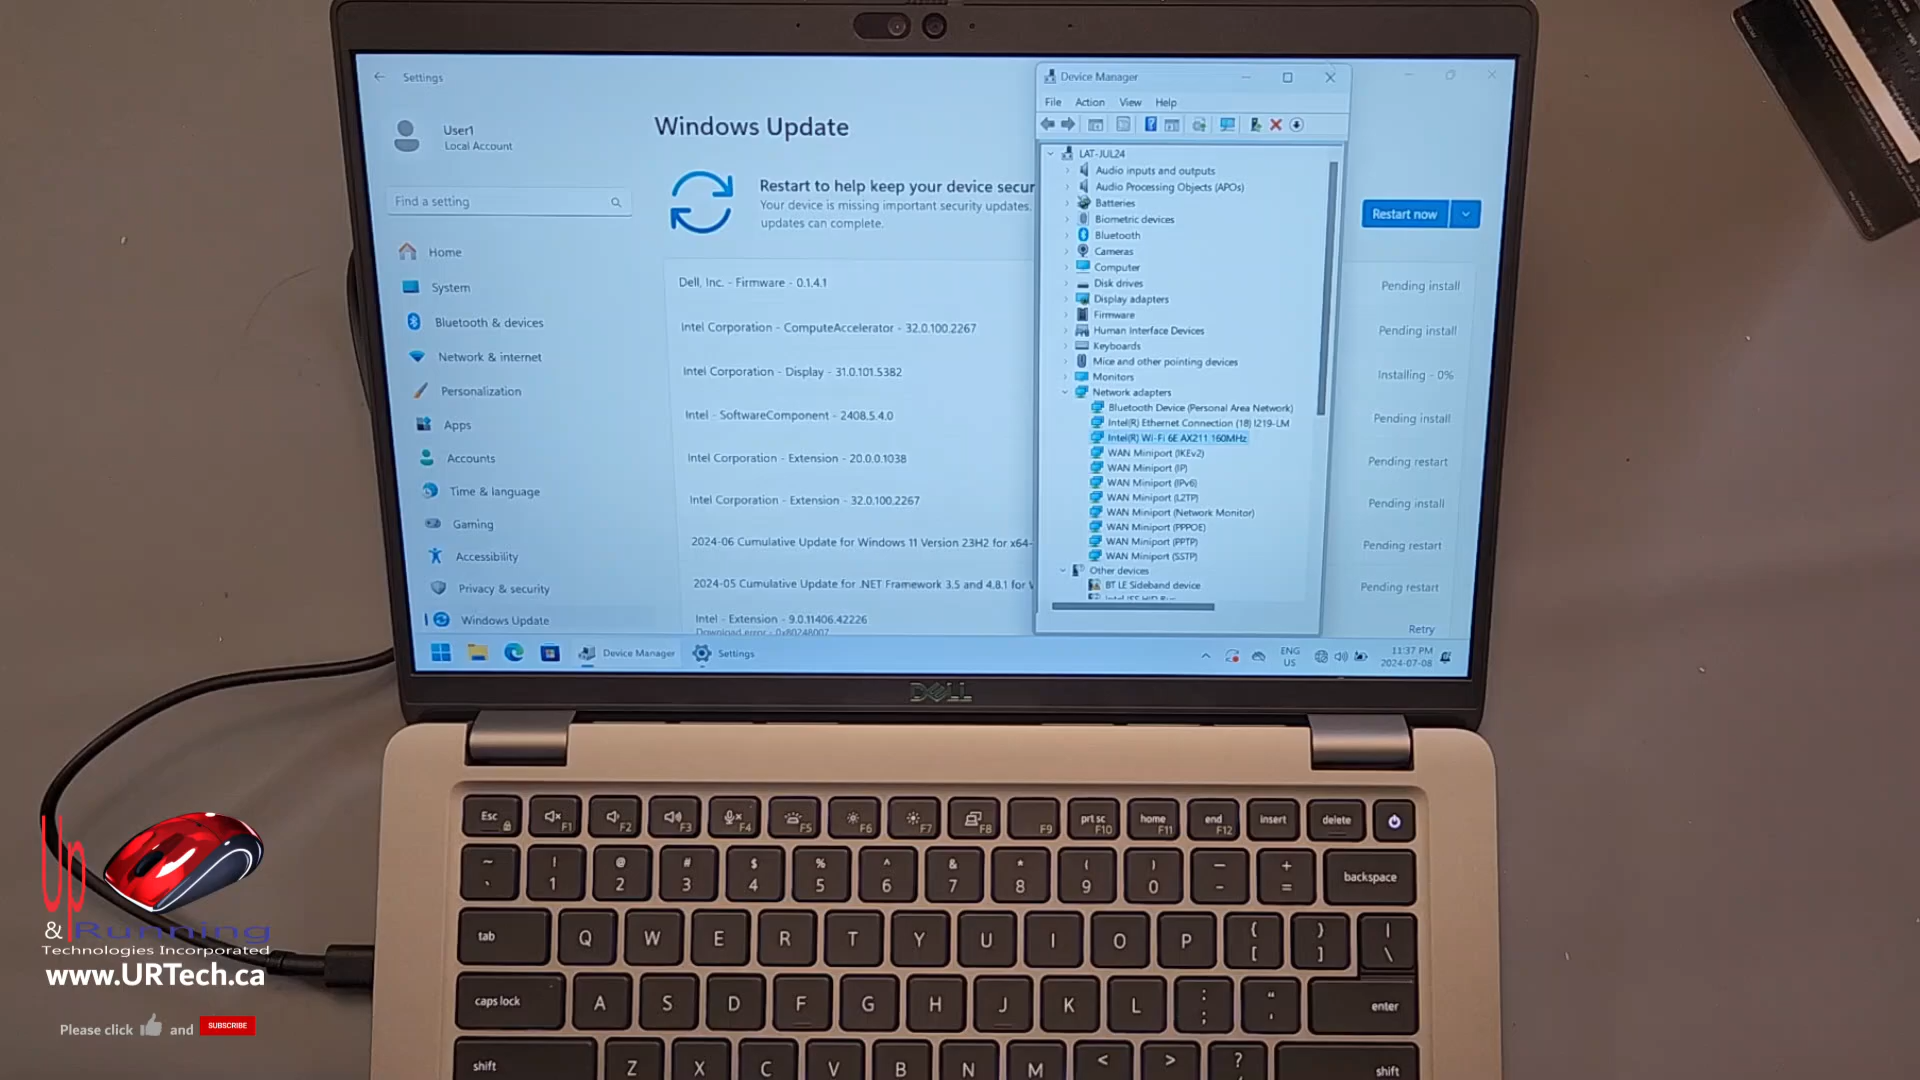 Settings
User1
Local Account
Find a setting
Home
System
Bluetooth & devices
Network & internet
Personalization
Apps
Accounts
Time & language
Gaming
Accessibility
Privacy & security
Windows Update
Windows Update
Restart to help keep your device secur
Your device is missing important security updates.
updates can complete.
Restart now
Dell, Inc. - Firmware - 0.1.4.1
Pending install
Intel Corporation - ComputeAccelerator - 32.0.100.2267
Pending install
Intel Corporation - Display - 31.0.101.5382
Installing - 0%
Intel - SoftwareComponent - 2408.5.4.0
Pending install
Intel Corporation - Extension - 20.0.0.1038
Pending restart
Intel Corporation - Extension - 32.0.100.2267
Pending install
2024-06 Cumulative Update for Windows 11 Version 23H2 for x64-
Pending restart
2024-05 Cumulative Update for .NET Framework 3.5 and 4.8.1 for
Pending restart
Intel - Extension - 9.0.11406.42226
Download error - 0x80248007
Retry
Device Manager
File Action View Help
LAT-JUL24
Audio inputs and outputs
Audio Processing Objects (APOs)
Batteries
Biometric devices
Bluetooth
Cameras
Computer
Disk drives
Display adapters
Firmware
Human Interface Devices
Keyboards
Mice and other pointing devices
Monitors
Network adapters
Bluetooth Device (Personal Area Network)
Intel(R) Ethernet Connection (18) I219-LM
Intel(R) Wi-Fi 6E AX211 160MHz
WAN Miniport (IKEv2)
WAN Miniport (IP)
WAN Miniport (IPv6)
WAN Miniport (L2TP)
WAN Miniport (Network Monitor)
WAN Miniport (PPPOE)
WAN Miniport (PPTP)
WAN Miniport (SSTP)
Other devices
BT LE Sideband device
Device Manager
Settings
ENG
US
11:37 PM
2024-07-08
DELL
Esc F1 F2 F3 F4 F5 F6 F7 F8 F9 prt sc F10 home F11 end F12 insert delete
~ ! @ # $ % ^ & * ( ) _ +
` 1 2 3 4 5 6 7 8 9 0 - = backspace
tab Q W E R T Y U I O P { [ } ] | \
caps lock A S D F G H J K L : ; " ' enter
shift Z X C V B N M < > ? shift
Up
& Running
Technologies Incorporated
www.URTech.ca
Please click and SUBSCRIBE